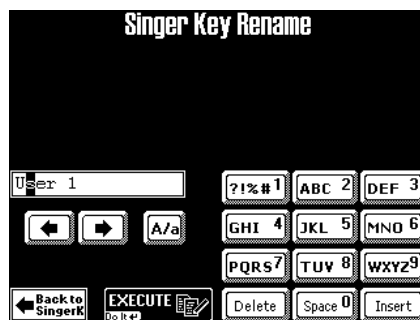 Singer Key Rename
User 1
?!%#1 ABC 2 DEF 3
A/a GHI 4 JKL 5 MNO 6
PQRS7 TUV 8 WXYZ9
Back to
SingerK
EXECUTE
Do It
Delete Space 0 Insert